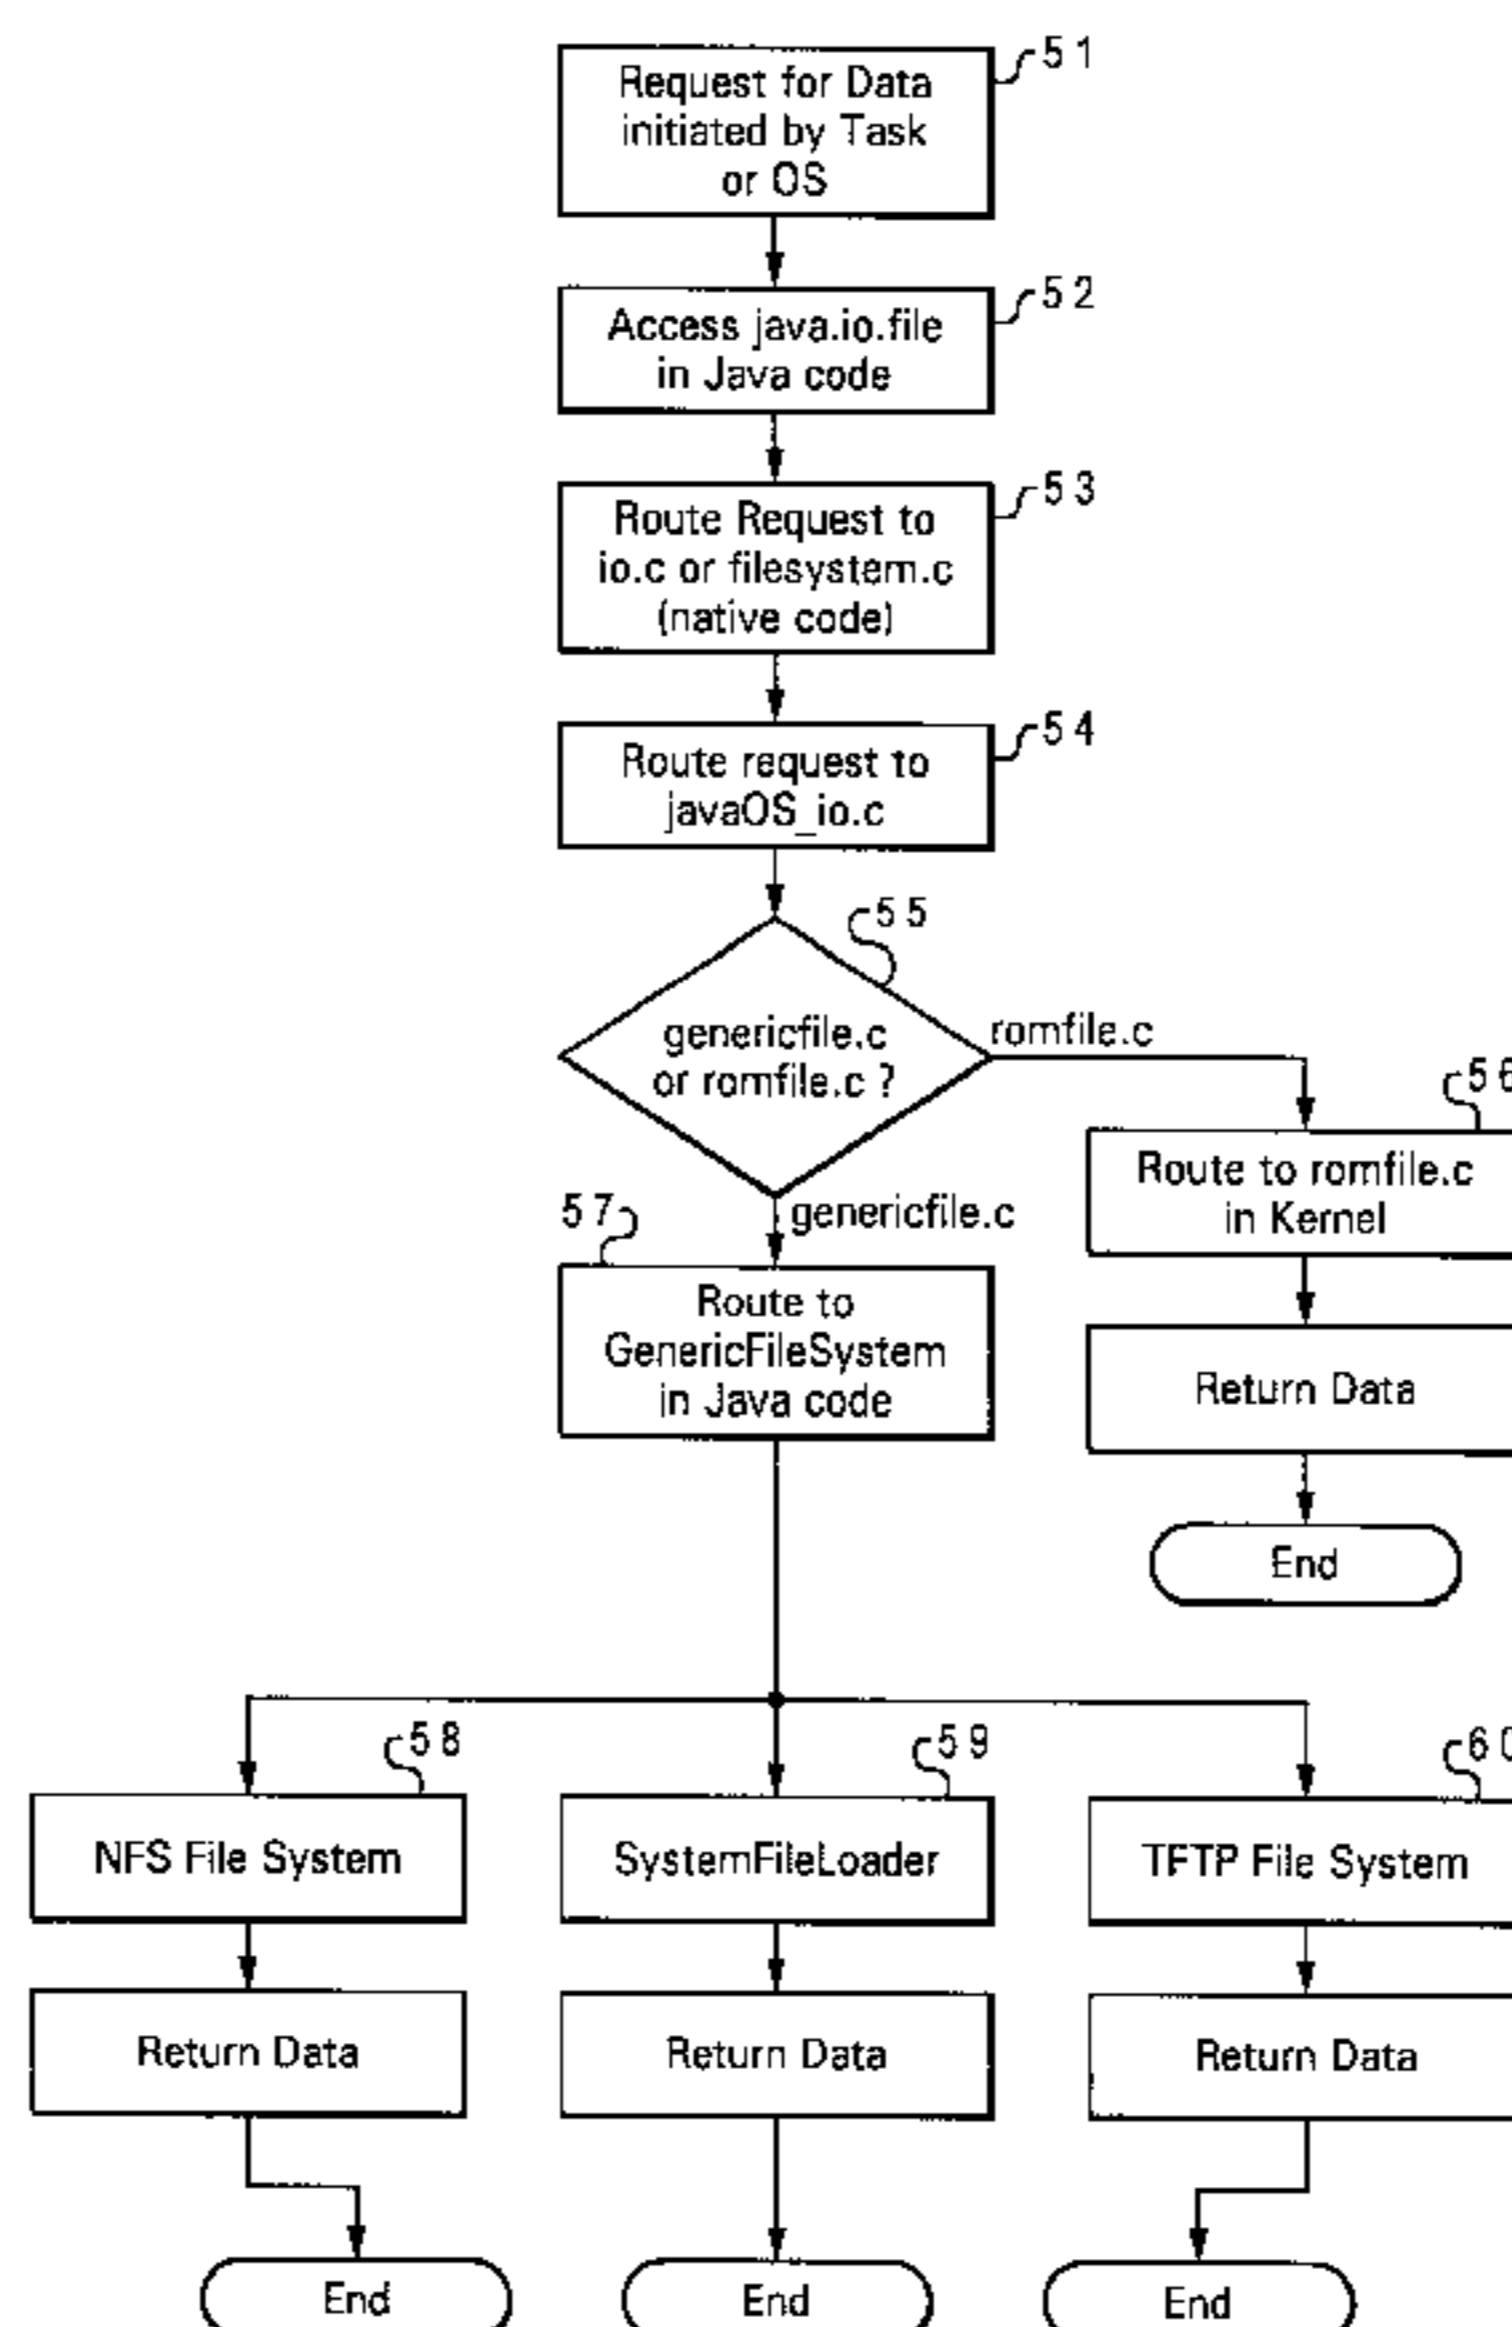 51
Request for Data
initiated by Task
or OS
52
Access java.io.file
in Java code
53
Route Request to
io.c or filesystem.c
(native code)
54
Route request to
javaOS_io.c
55
genericfile.c
or romfile.c ?
romfile.c
56
Route to romfile.c
in Kernel
57
genericfile.c
Route to
GenericFileSystem
in Java code
Return Data
End
58
59
60
NFS File System
SystemFileLoader
TFTP File System
Return Data
Return Data
Return Data
End
End
End